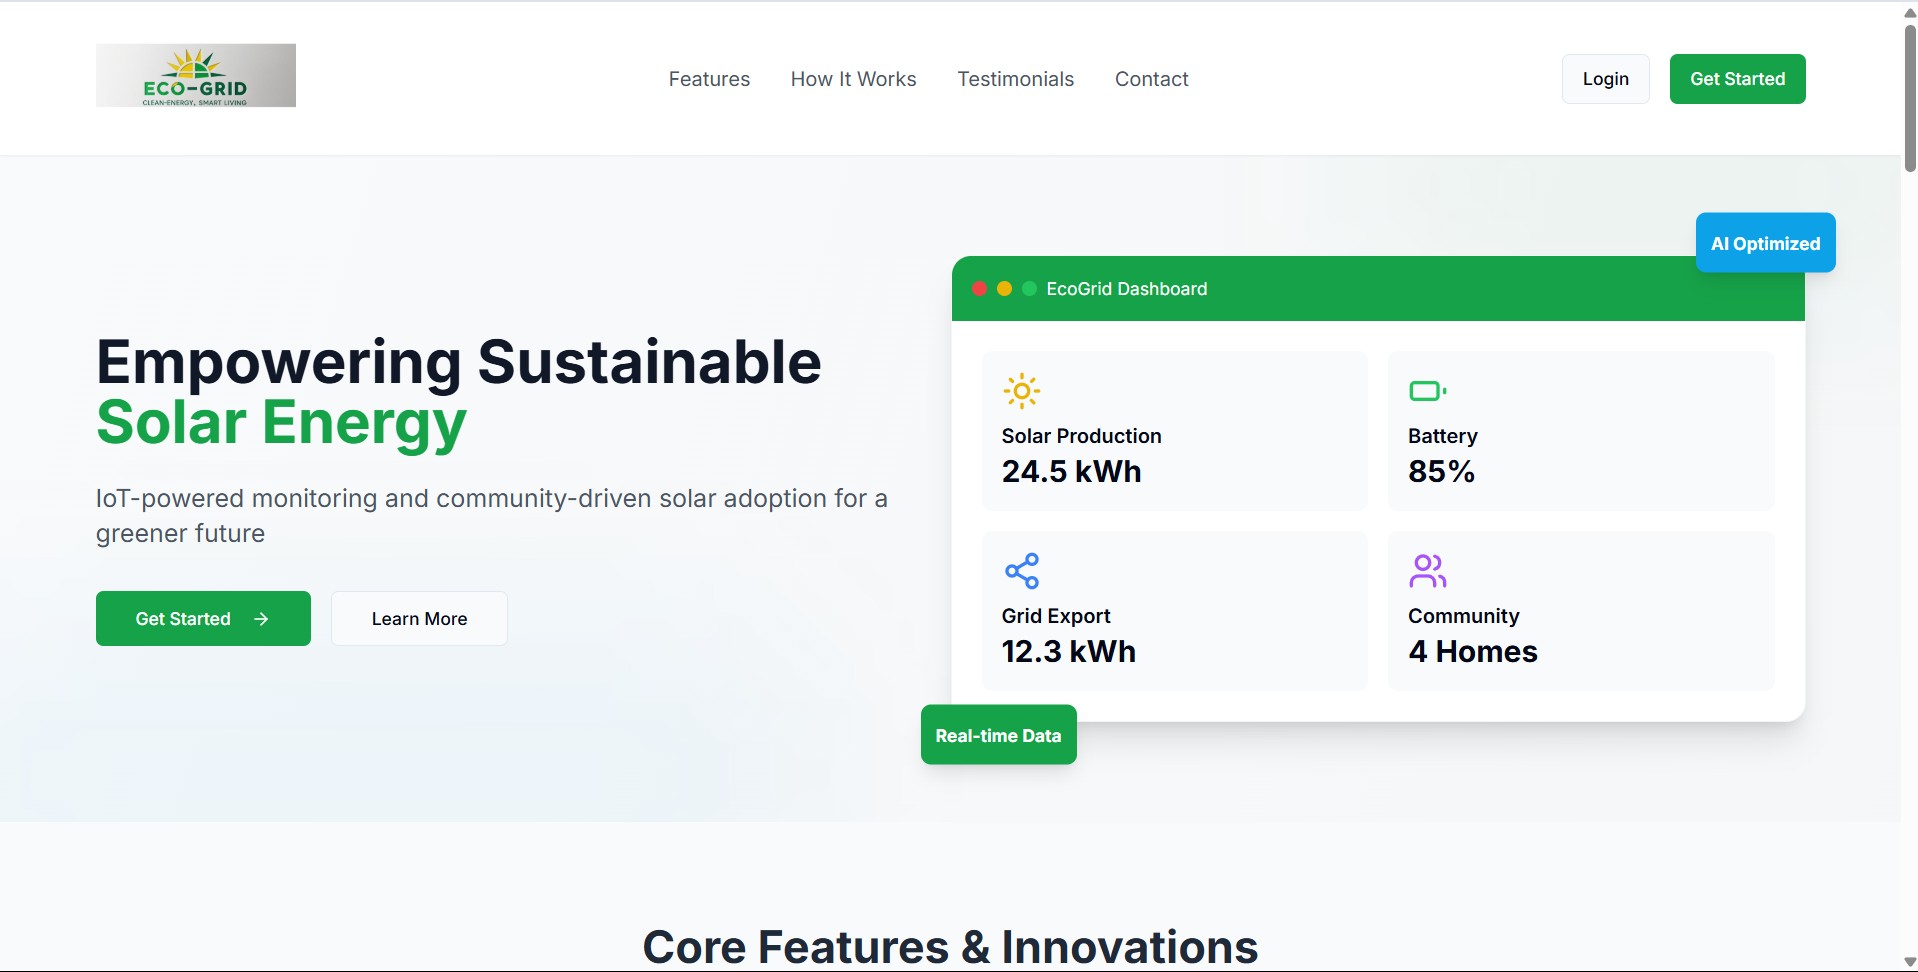 ECO-GRID
CLEAN-ENERGY, SMART LIVING
Features
How It Works
Testimonials
Contact
Login
Get Started
AI Optimized
EcoGrid Dashboard
Empowering Sustainable
Solar Energy
IoT-powered monitoring and community-driven solar adoption for a
greener future
Get Started
Learn More
Solar Production
24.5 kWh
Battery
85%
Grid Export
12.3 kWh
Community
4 Homes
Real-time Data
Core Features & Innovations